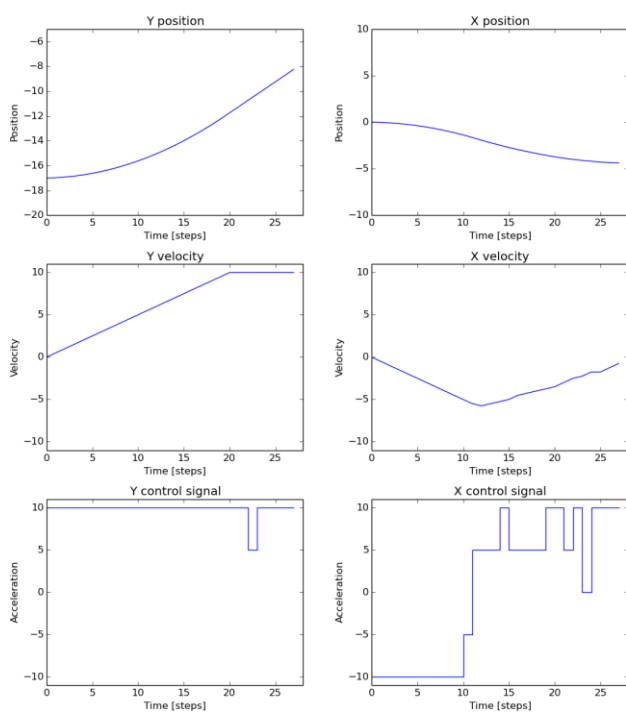 Y position
−6
−8
−10
−12
−14
−16
−18
−20
Position
0 5 10 15 20 25
Time [steps]
X position
10
5
0
−5
−10
Position
0 5 10 15 20 25
Time [steps]
Y velocity
10
5
0
−5
−10
Velocity
0 5 10 15 20 25
Time [steps]
X velocity
10
5
0
−5
−10
Velocity
0 5 10 15 20 25
Time [steps]
Y control signal
10
5
0
−5
−10
Acceleration
0 5 10 15 20 25
Time [steps]
X control signal
10
5
0
−5
−10
Acceleration
0 5 10 15 20 25
Time [steps]